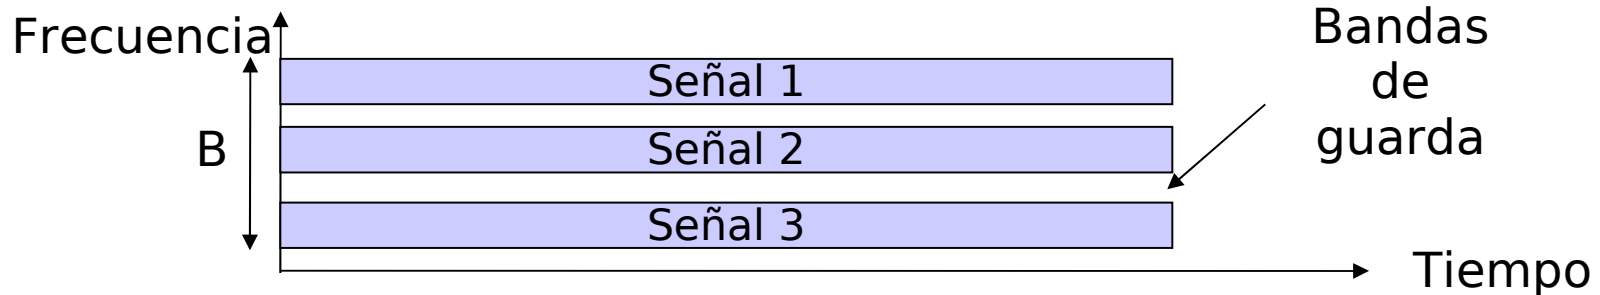 Frecuencia
Bandas
de
guarda
Señal 1
B
Señal 2
Señal 3
Tiempo